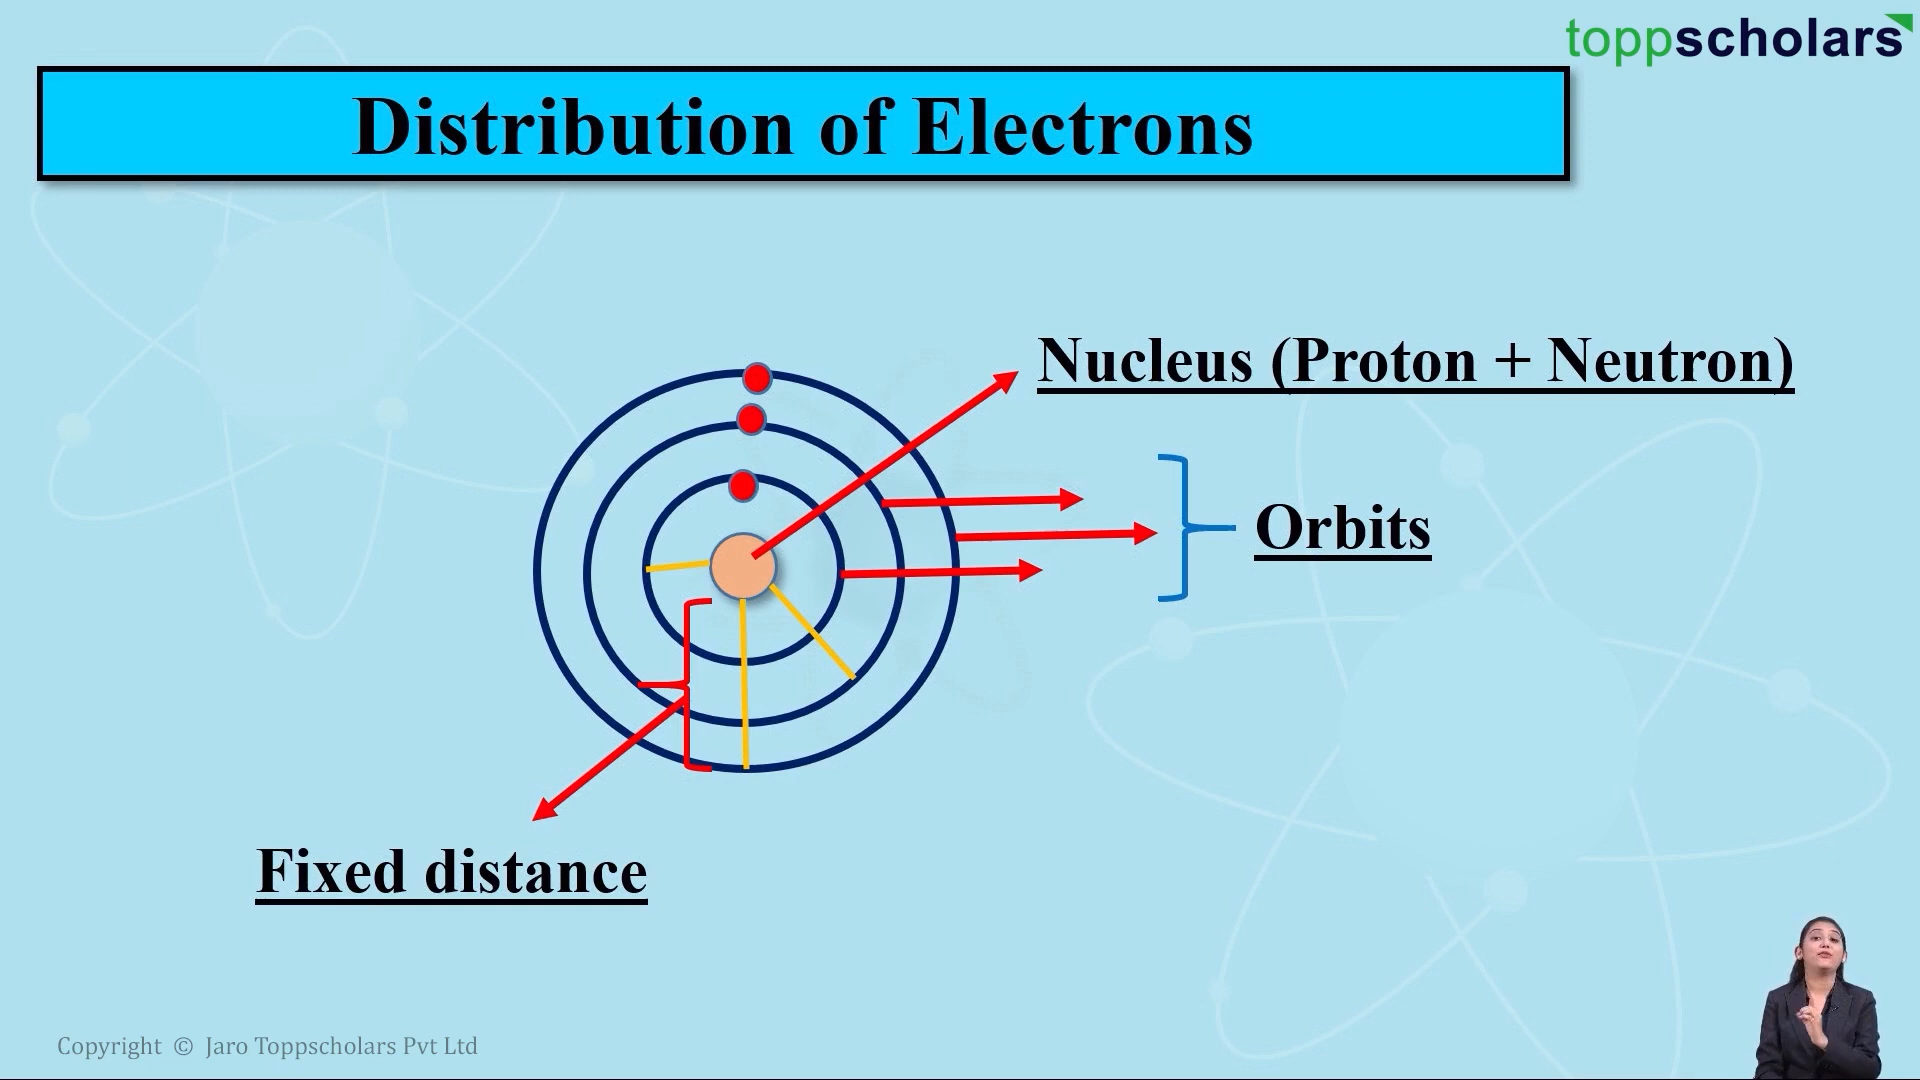 toppscholars
Distribution of Electrons
Nucleus (Proton + Neutron)
Orbits
Fixed distance
Copyright © Jaro Toppscholars Pvt Ltd